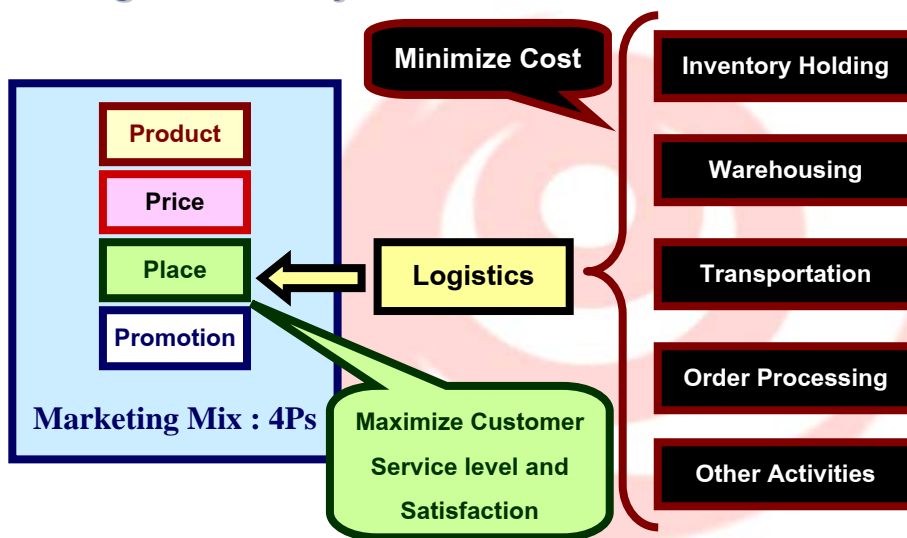 Minimize Cost
Inventory Holding
Product
Price
Place
Promotion
Warehousing
Logistics
Transportation
Order Processing
Marketing Mix : 4Ps
Maximize Customer
Service level and
Satisfaction
Other Activities